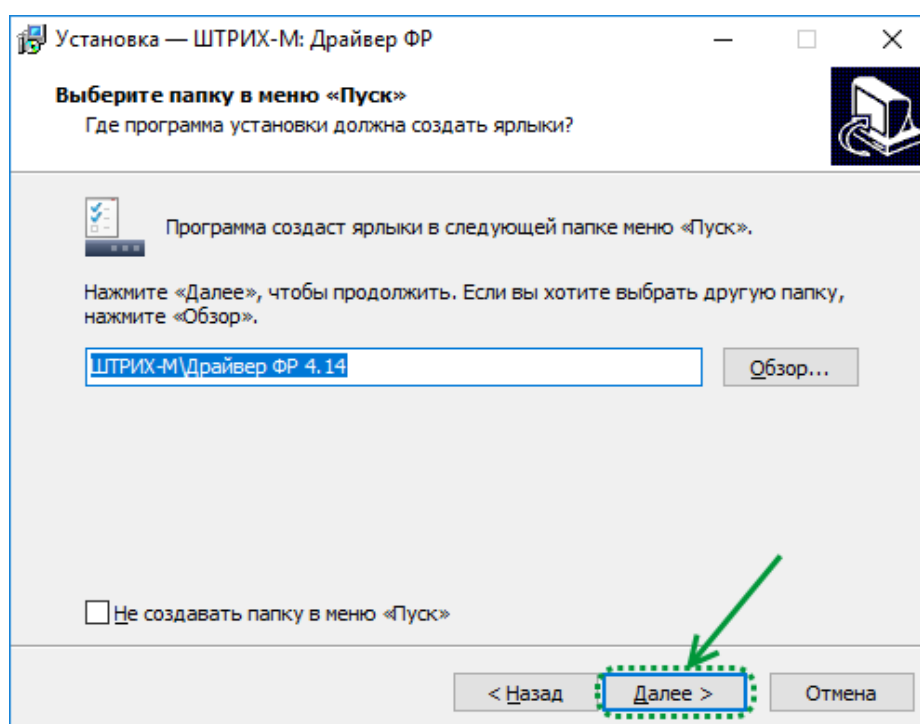 Установка — ШТРИХ-М: Драйвер ФР
Выберите папку в меню «Пуск»
Где программа установки должна создать ярлыки?
Программа создаст ярлыки в следующей папке меню «Пуск».
Нажмите «Далее», чтобы продолжить. Если вы хотите выбрать другую папку,
нажмите «Обзор».
ШТРИХ-М\Драйвер ФР 4.14
Обзор...
Не создавать папку в меню «Пуск»
< Назад
Далее >
Отмена